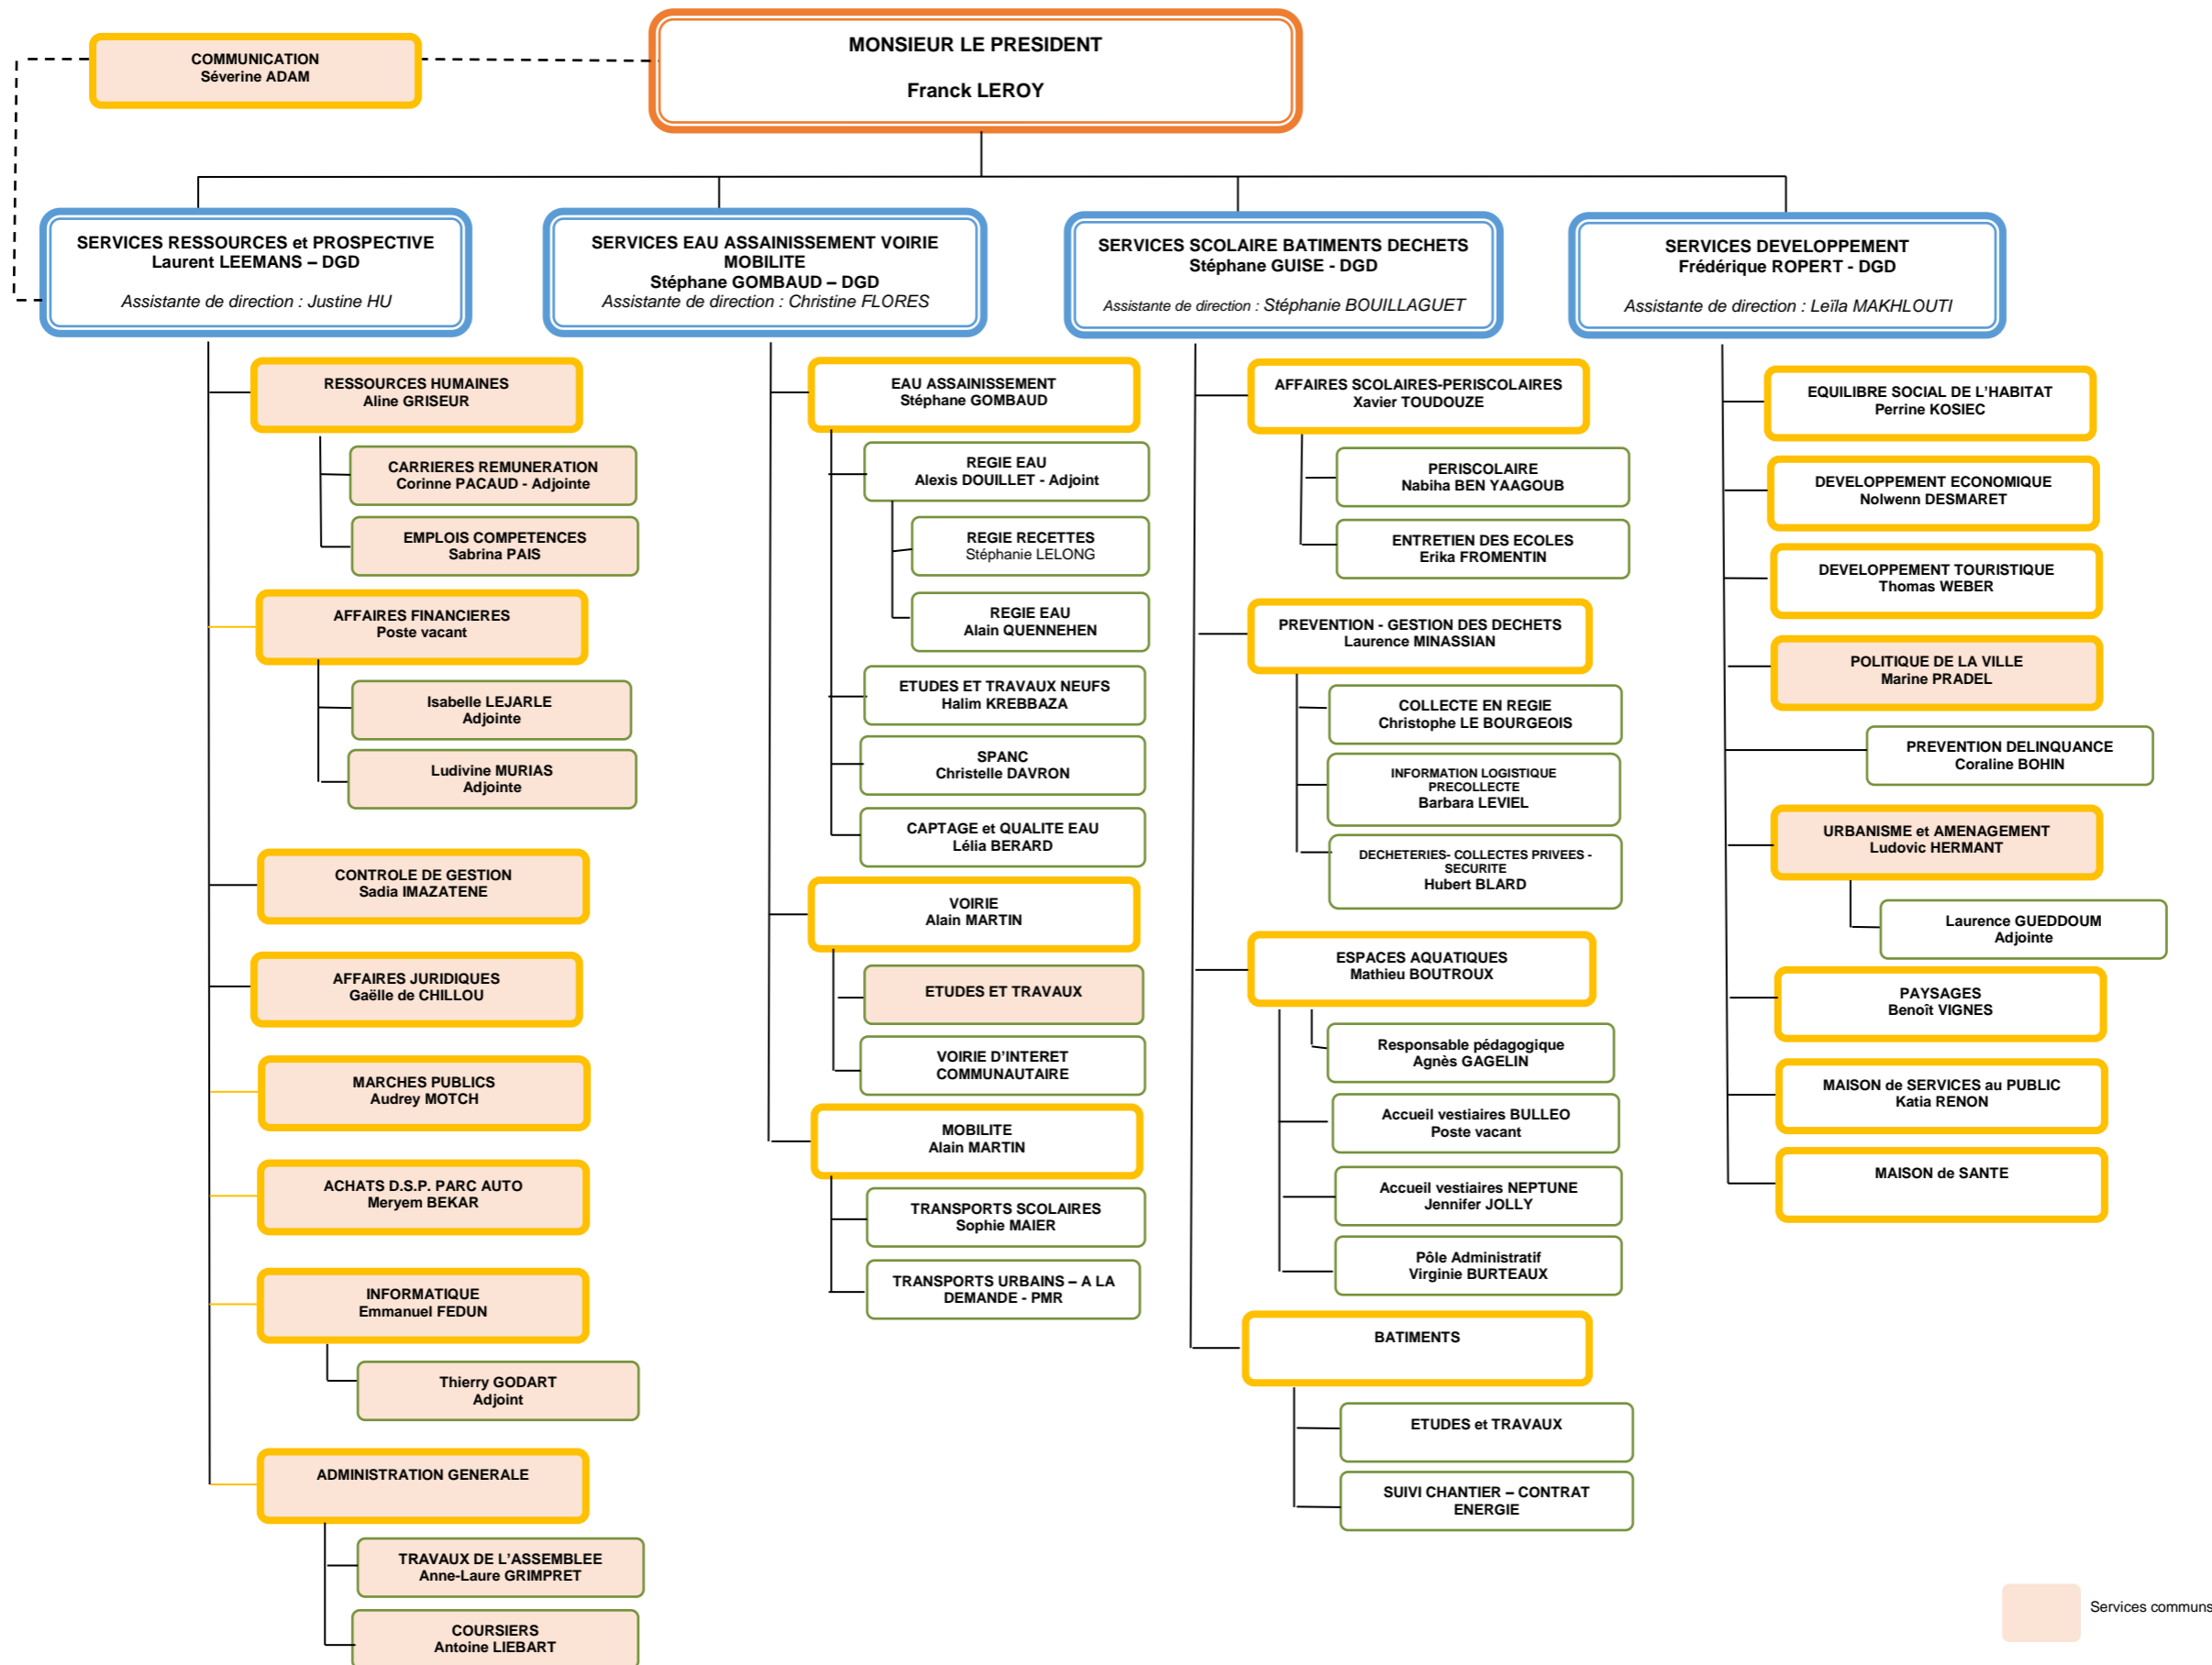 COMMUNICATION
Séverine ADAM
MONSIEUR LE PRESIDENT
Franck LEROY
SERVICES RESSOURCES et PROSPECTIVE
Laurent LEEMANS – DGD
Assistante de direction : Justine HU
SERVICES EAU ASSAINISSEMENT VOIRIE
MOBILITE
Stéphane GOMBAUD – DGD
Assistante de direction : Christine FLORES
SERVICES SCOLAIRE BATIMENTS DECHETS
Stéphane GUISE - DGD
Assistante de direction : Stéphanie BOUILLAGUET
SERVICES DEVELOPPEMENT
Frédérique ROPERT - DGD
Assistante de direction : Leïla MAKHLOUTI
RESSOURCES HUMAINES
Aline GRISEUR
CARRIERES REMUNERATION
Corinne PACAUD - Adjointe
EMPLOIS COMPETENCES
Sabrina PAIS
AFFAIRES FINANCIERES
Poste vacant
Isabelle LEJARLE
Adjointe
Ludivine MURIAS
Adjointe
CONTROLE DE GESTION
Sadia IMAZATENE
AFFAIRES JURIDIQUES
Gaëlle de CHILLOU
MARCHES PUBLICS
Audrey MOTCH
ACHATS D.S.P. PARC AUTO
Meryem BEKAR
INFORMATIQUE
Emmanuel FEDUN
Thierry GODART
Adjoint
ADMINISTRATION GENERALE
TRAVAUX DE L'ASSEMBLEE
Anne-Laure GRIMPRET
COURSIERS
Antoine LIEBART
EAU ASSAINISSEMENT
Stéphane GOMBAUD
REGIE EAU
Alexis DOUILLET - Adjoint
REGIE RECETTES
Stéphanie LELONG
REGIE EAU
Alain QUENNEHEN
ETUDES ET TRAVAUX NEUFS
Halim KREBBAZA
SPANC
Christelle DAVRON
CAPTAGE et QUALITE EAU
Lélia BERARD
VOIRIE
Alain MARTIN
ETUDES ET TRAVAUX
VOIRIE D'INTERET
COMMUNAUTAIRE
MOBILITE
Alain MARTIN
TRANSPORTS SCOLAIRES
Sophie MAIER
TRANSPORTS URBAINS – A LA
DEMANDE - PMR
AFFAIRES SCOLAIRES-PERISCOLAIRES
Xavier TOUDOUZE
PERISCOLAIRE
Nabiha BEN YAAGOUB
ENTRETIEN DES ECOLES
Erika FROMENTIN
PREVENTION - GESTION DES DECHETS
Laurence MINASSIAN
COLLECTE EN REGIE
Christophe LE BOURGEOIS
INFORMATION LOGISTIQUE
PRECOLLECTE
Barbara LEVIEL
DECHETERIES- COLLECTES PRIVEES -
SECURITE
Hubert BLARD
ESPACES AQUATIQUES
Mathieu BOUTROUX
Responsable pédagogique
Agnès GAGELIN
Accueil vestiaires BULLEO
Poste vacant
Accueil vestiaires NEPTUNE
Jennifer JOLLY
Pôle Administratif
Virginie BURTEAUX
BATIMENTS
ETUDES et TRAVAUX
SUIVI CHANTIER – CONTRAT
ENERGIE
EQUILIBRE SOCIAL DE L'HABITAT
Perrine KOSIEC
DEVELOPPEMENT ECONOMIQUE
Nolwenn DESMARET
DEVELOPPEMENT TOURISTIQUE
Thomas WEBER
POLITIQUE DE LA VILLE
Marine PRADEL
PREVENTION DELINQUANCE
Coraline BOHIN
URBANISME et AMENAGEMENT
Ludovic HERMANT
Laurence GUEDDOUM
Adjointe
PAYSAGES
Benoît VIGNES
MAISON de SERVICES au PUBLIC
Katia RENON
MAISON de SANTE
Services communs